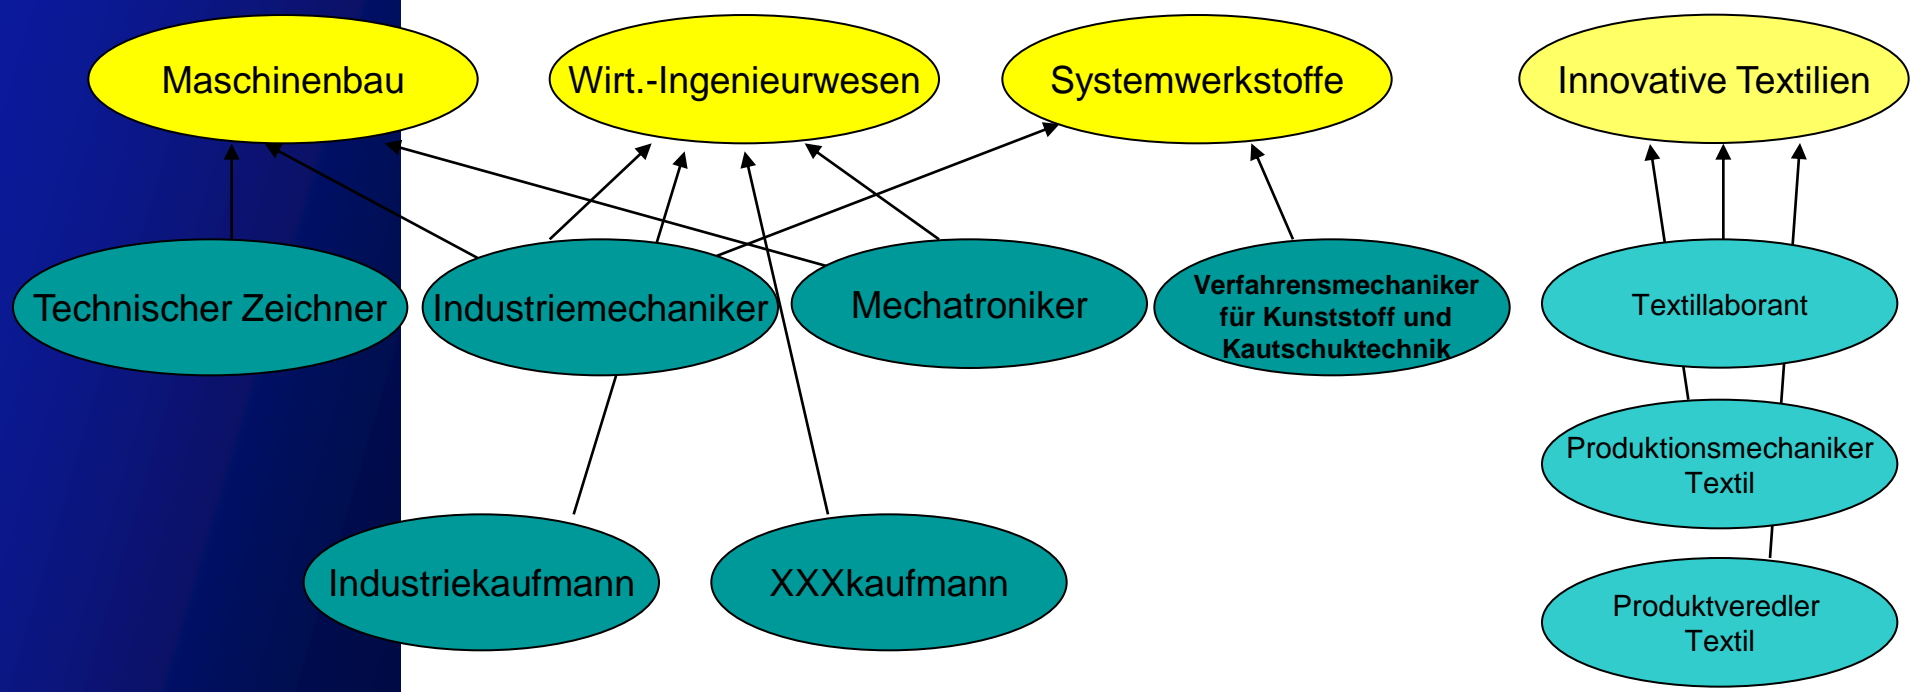 Maschinenbau
Wirt.-Ingenieurwesen
Systemwerkstoffe
Innovative Textilien
Technischer Zeichner
Industriemechaniker
Mechatroniker
Verfahrensmechaniker
für Kunststoff und
Kautschuktechnik
Textillaborant
Produktionsmechaniker
Textil
Industriekaufmann
XXXkaufmann
Produktveredler
Textil